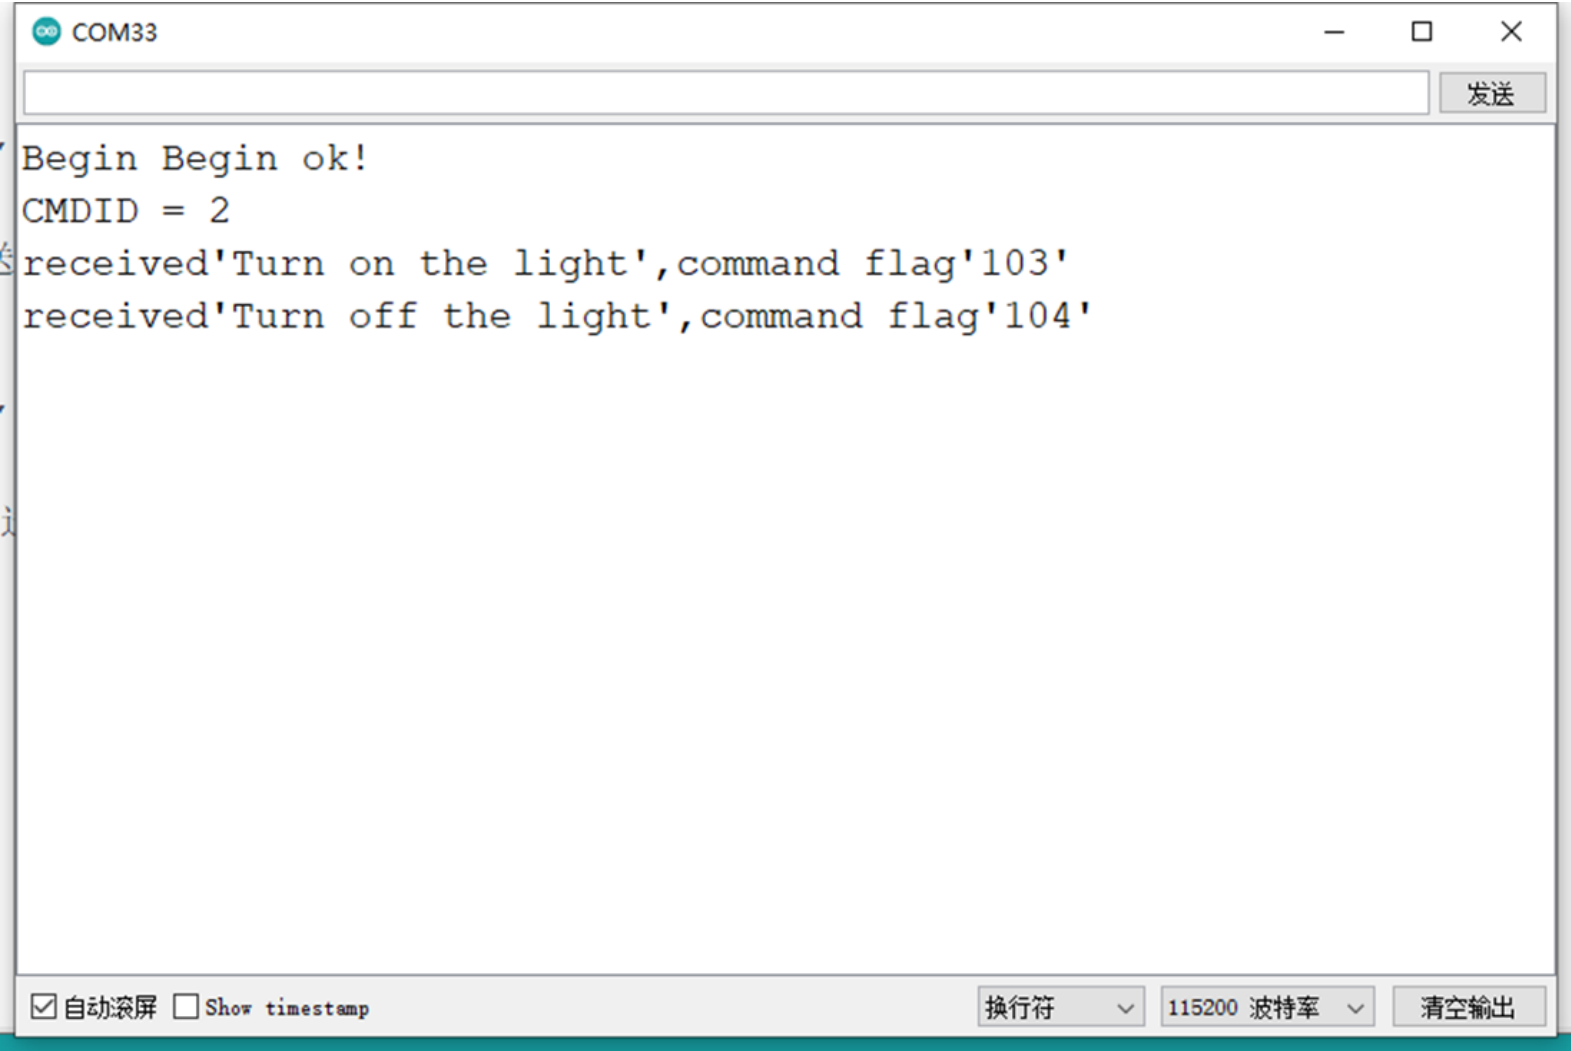 COM33
发送
Begin Begin ok!
CMDID = 2
received'Turn on the light',command flag'103'
received'Turn off the light',command flag'104'
自动滚屏 Show timestamp 换行符 115200 波特率 清空输出